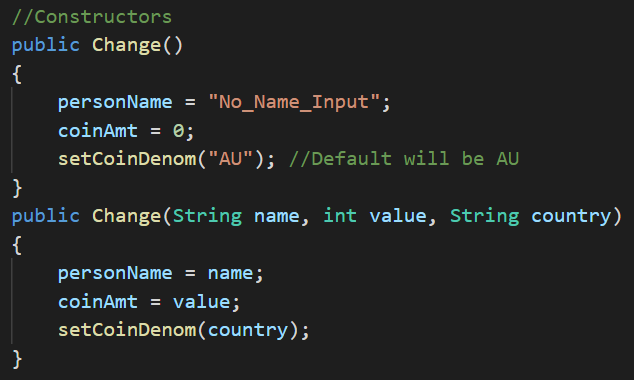 //Constructors
public Change()
{
    personName = "No_Name_Input";
    coinAmt = 0;
    setCoinDenom("AU"); //Default will be AU
}
public Change(String name, int value, String country)
{
    personName = name;
    coinAmt = value;
    setCoinDenom(country);
}